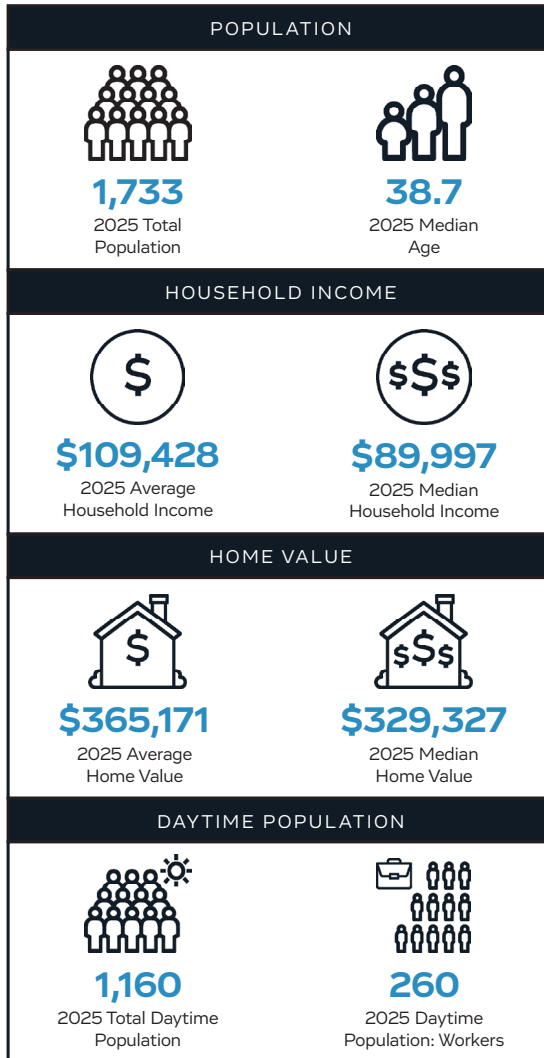 POPULATION
1,733
2025 Total
Population
38.7
2025 Median
Age
HOUSEHOLD INCOME
$
$109,428
2025 Average
Household Income
$$$
$89,997
2025 Median
Household Income
HOME VALUE
$
$365,171
2025 Average
Home Value
$$$
$329,327
2025 Median
Home Value
DAYTIME POPULATION
1,160
2025 Total Daytime
Population
260
2025 Daytime
Population: Workers